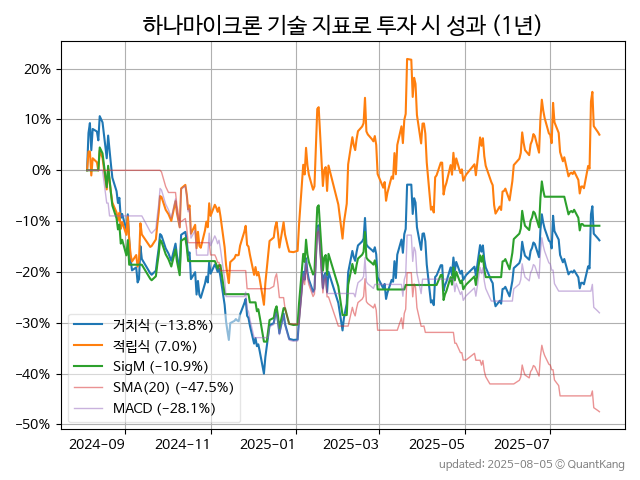 하나마이크론 기술 지표로 투자 시 성과 (1년)
20%
10%
0%
−10%
−20%
−30%
−40%
−50%
거치식 (−13.8%)
적립식 (7.0%)
SigM (−10.9%)
SMA(20) (−47.5%)
MACD (−28.1%)
2024−09
2024−11
2025−01
2025−03
2025−05
2025−07
updated: 2025-08-05 © QuantKang